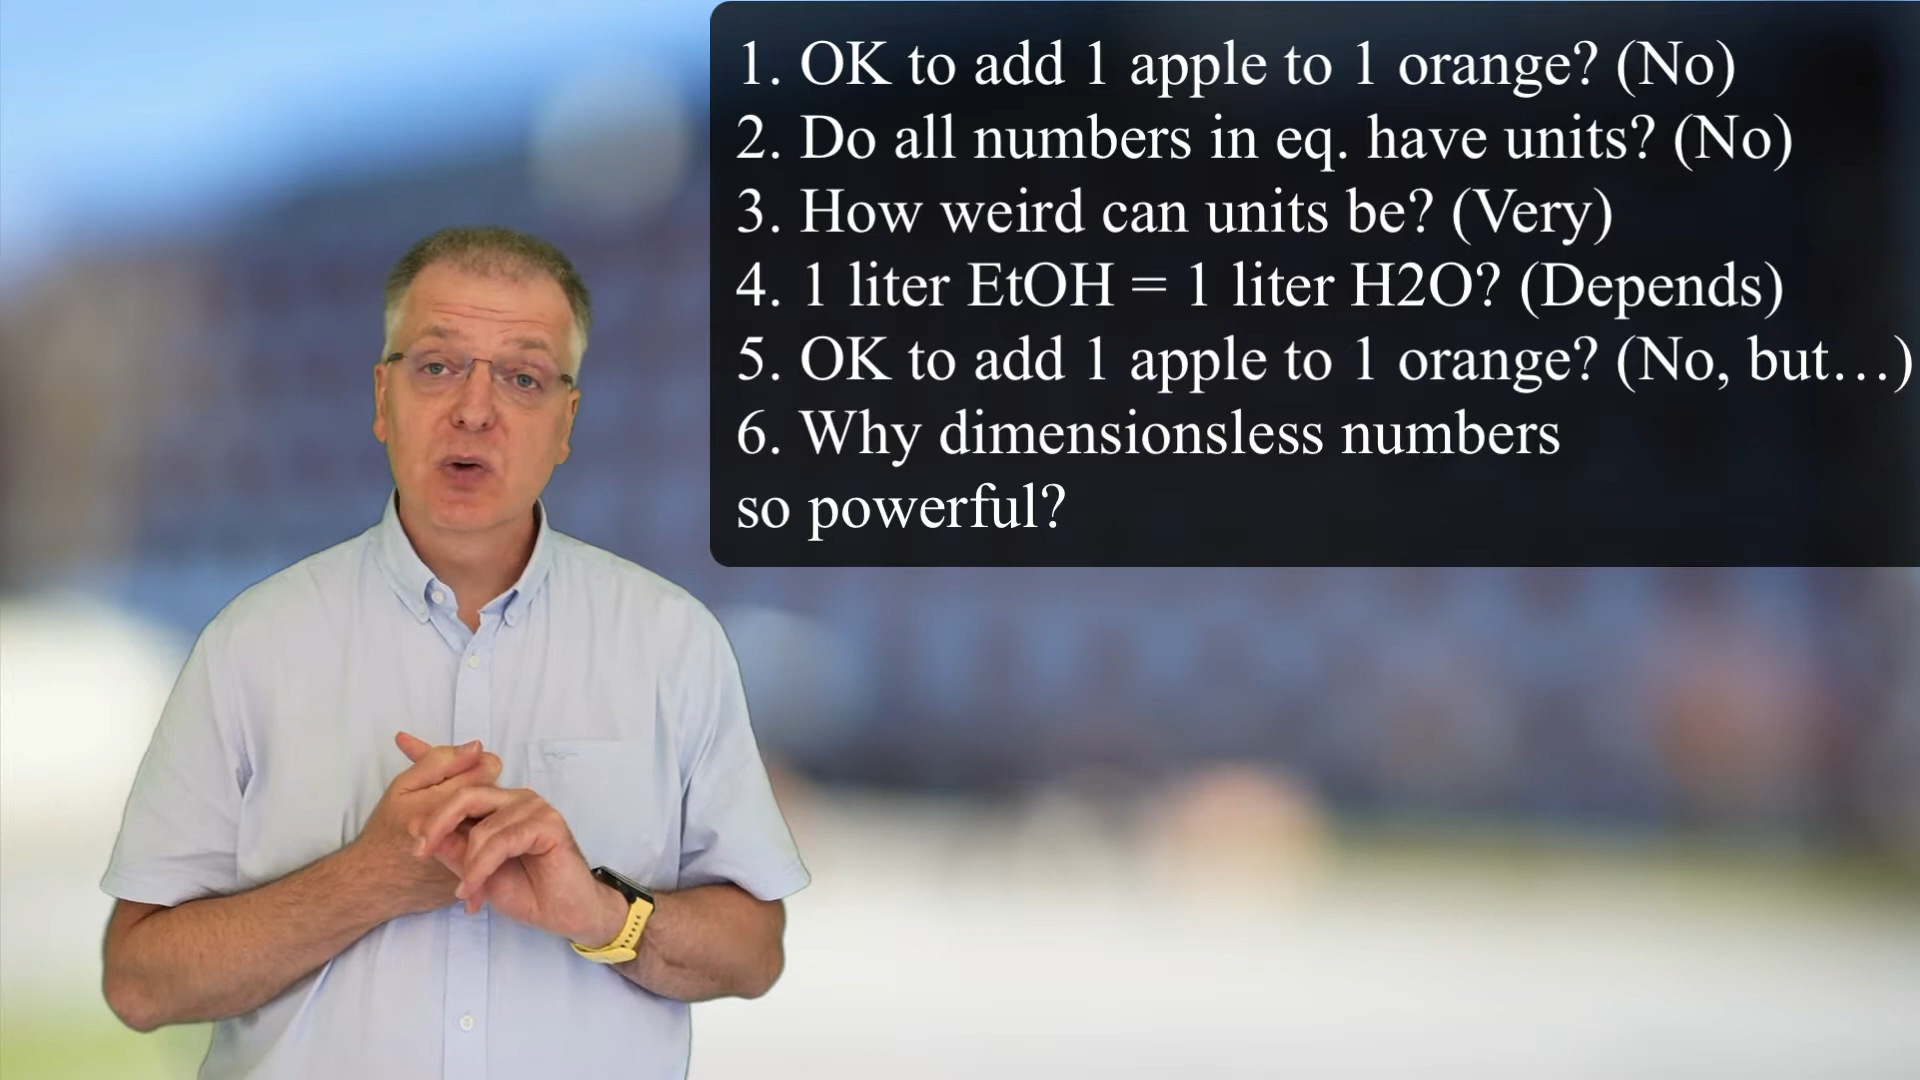 1. OK to add 1 apple to 1 orange? (No)
2. Do all numbers in eq. have units? (No)
3. How weird can units be? (Very)
4. 1 liter EtOH = 1 liter H2O? (Depends)
5. OK to add 1 apple to 1 orange? (No, but…)
6. Why dimensionsless numbers
so powerful?